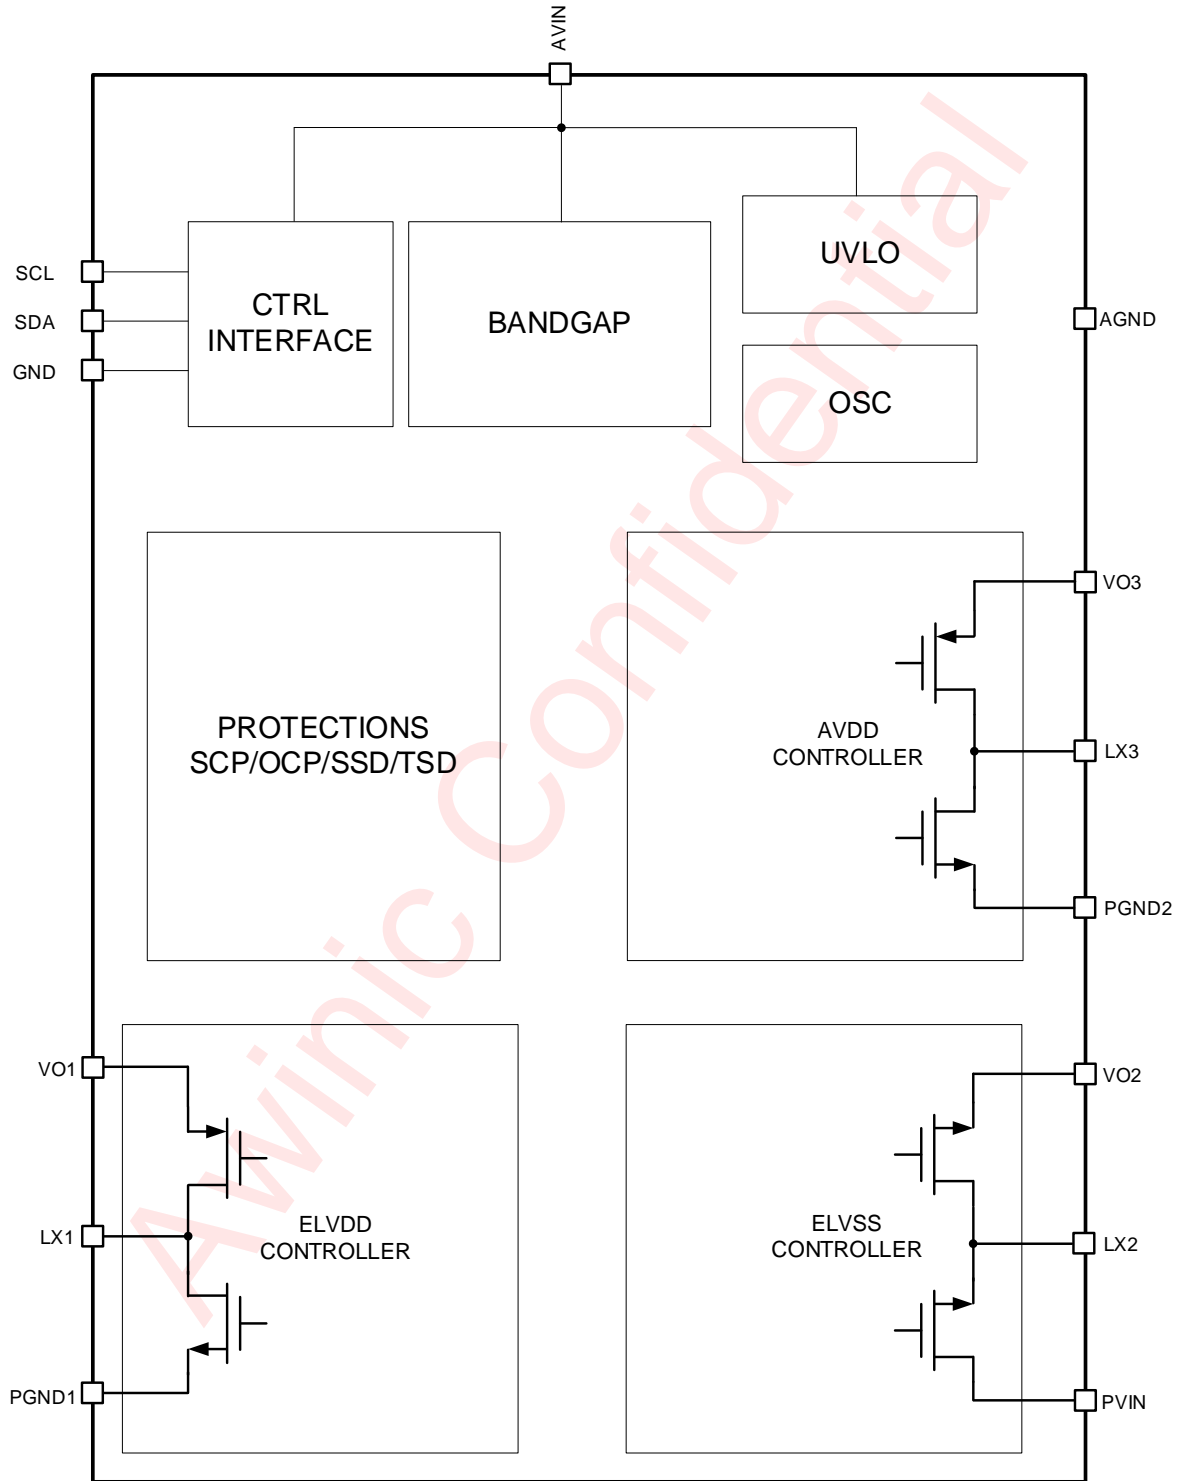 AVIN
SCL
SDA
GND
CTRL
INTERFACE
BANDGAP
UVLO
OSC
AGND
PROTECTIONS
SCP/OCP/SSD/TSD
AVDD
CONTROLLER
VO3
LX3
PGND2
VO1
LX1
PGND1
ELVDD
CONTROLLER
ELVSS
CONTROLLER
VO2
LX2
PVIN
Awinic Confidential